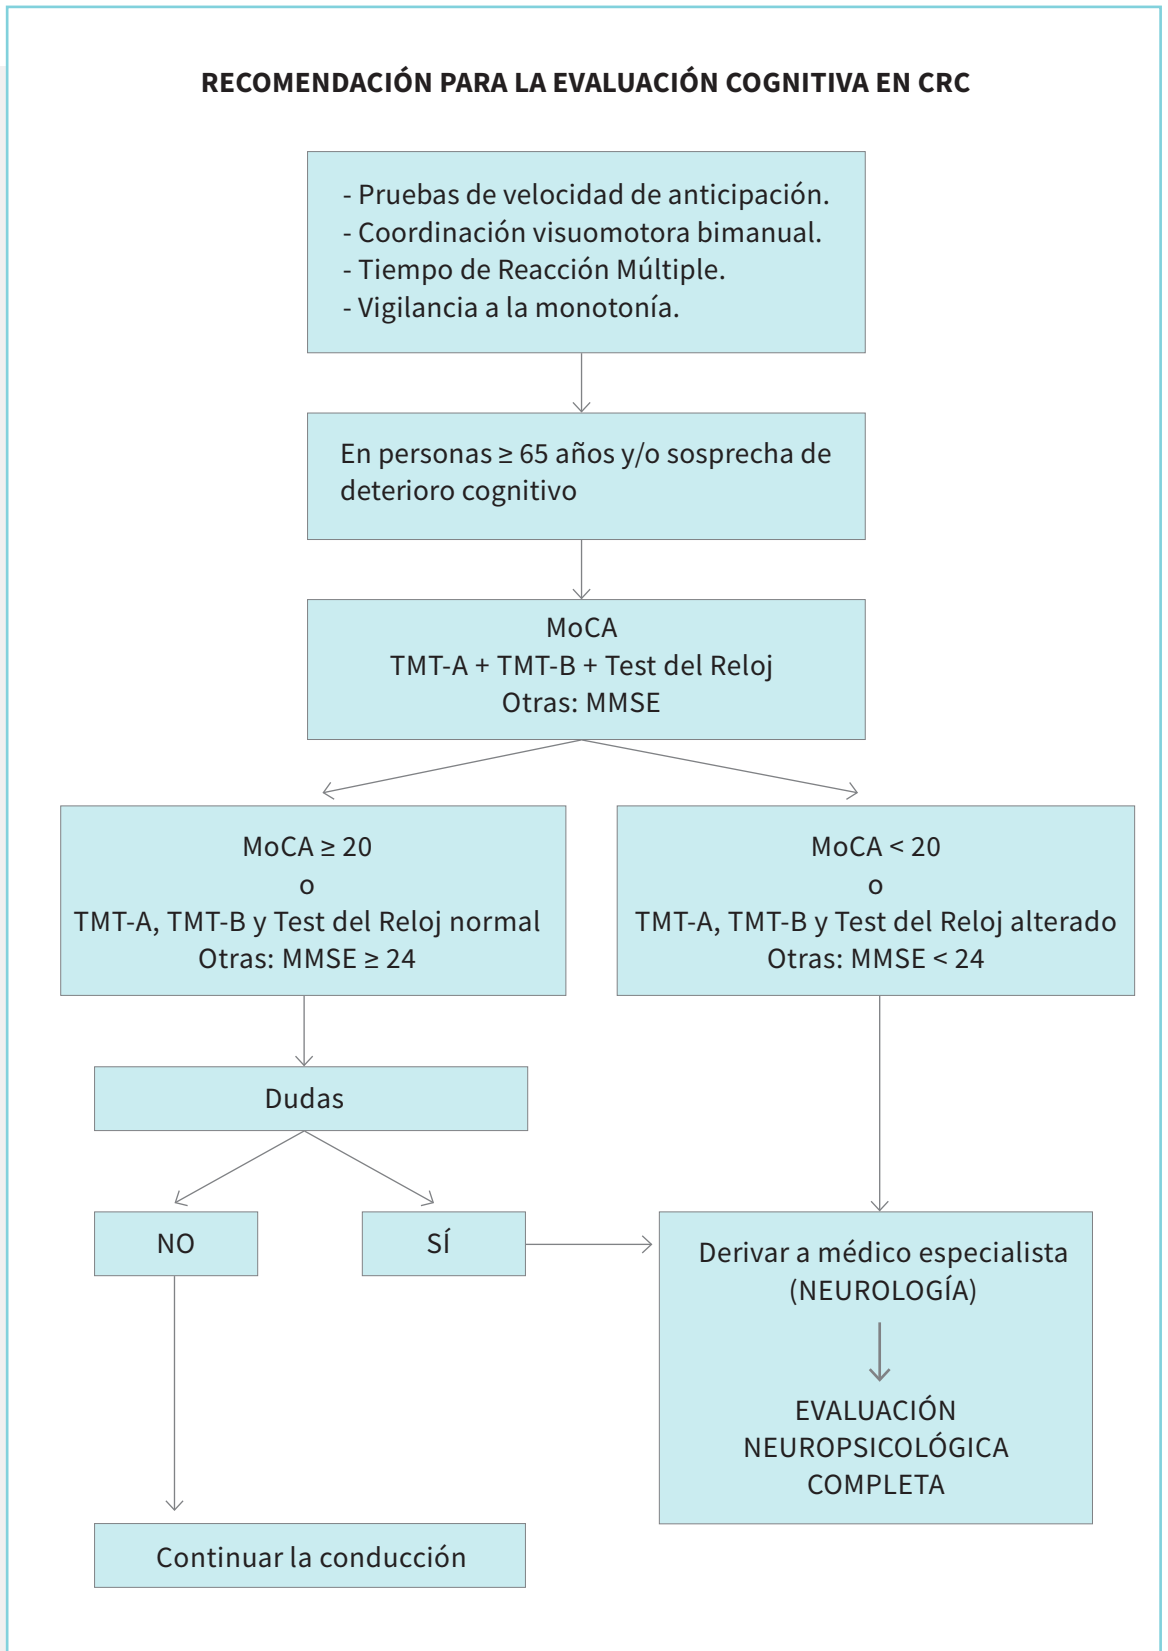 RECOMENDACIÓN PARA LA EVALUACIÓN COGNITIVA EN CRC
- Pruebas de velocidad de anticipación.
- Coordinación visuomotora bimanual.
- Tiempo de Reacción Múltiple.
- Vigilancia a la monotonía.
En personas ≥ 65 años y/o sosprecha de
deterioro cognitivo
MoCA
TMT-A + TMT-B + Test del Reloj
Otras: MMSE
MoCA ≥ 20
o
TMT-A, TMT-B y Test del Reloj normal
Otras: MMSE ≥ 24
MoCA < 20
o
TMT-A, TMT-B y Test del Reloj alterado
Otras: MMSE < 24
Dudas
NO
SÍ
Derivar a médico especialista
(NEUROLOGÍA)
EVALUACIÓN
NEUROPSICOLÓGICA
COMPLETA
Continuar la conducción